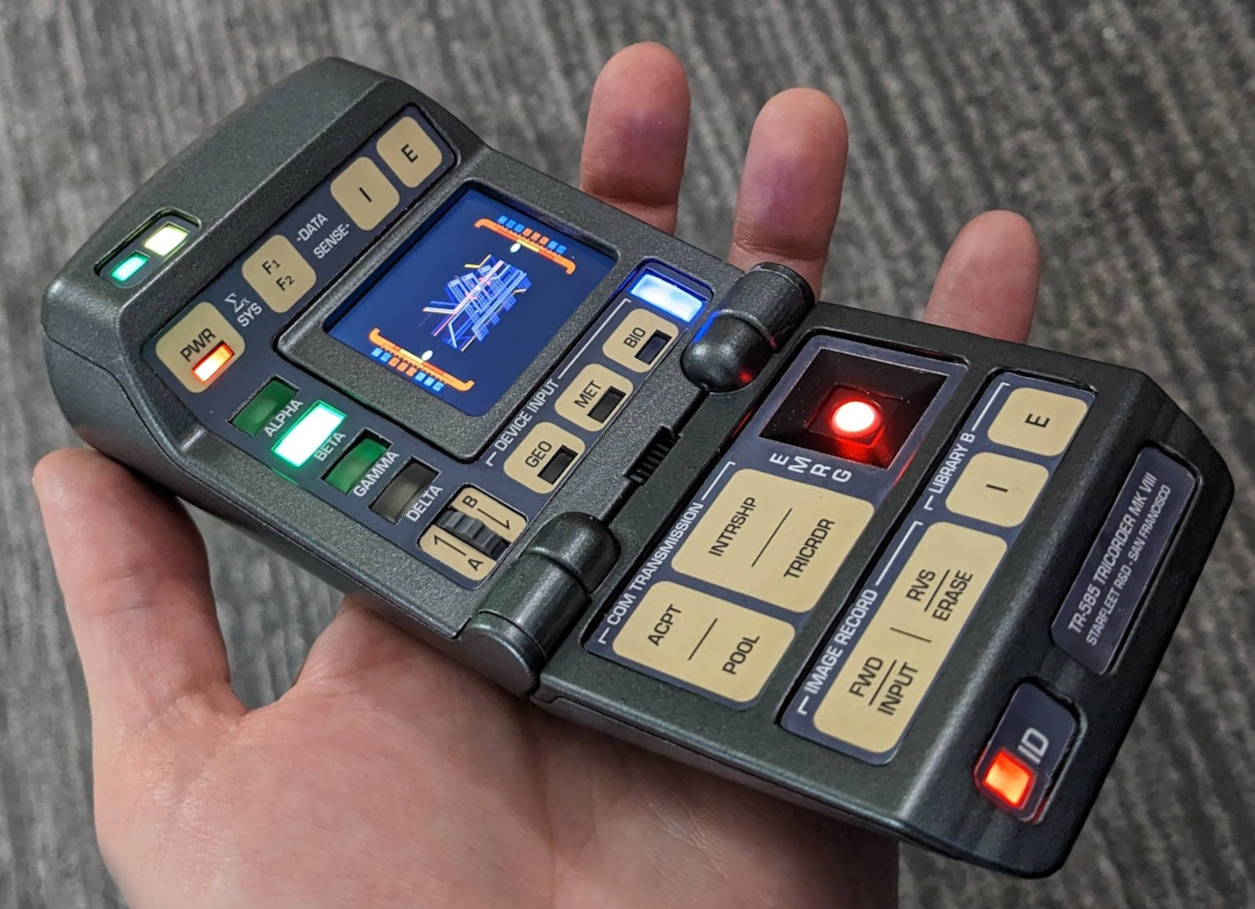 E
I
-DATA
SENSE-
F1
F2
Σπ
SYS
PWR
ALPHA
BETA
GAMMA
DELTA
DEVICE INPUT
BIO
MET
GEO
B
A
EMRG
COM TRANSMISSION
INTRSHP
TRICRDR
ACPT
POOL
LIBRARY B
E
I
IMAGE RECORD
RVS
ERASE
FWD
INPUT
TR-585 TRICORDER MK VIII
STARFLEET R&D - SAN FRANCISCO
ID